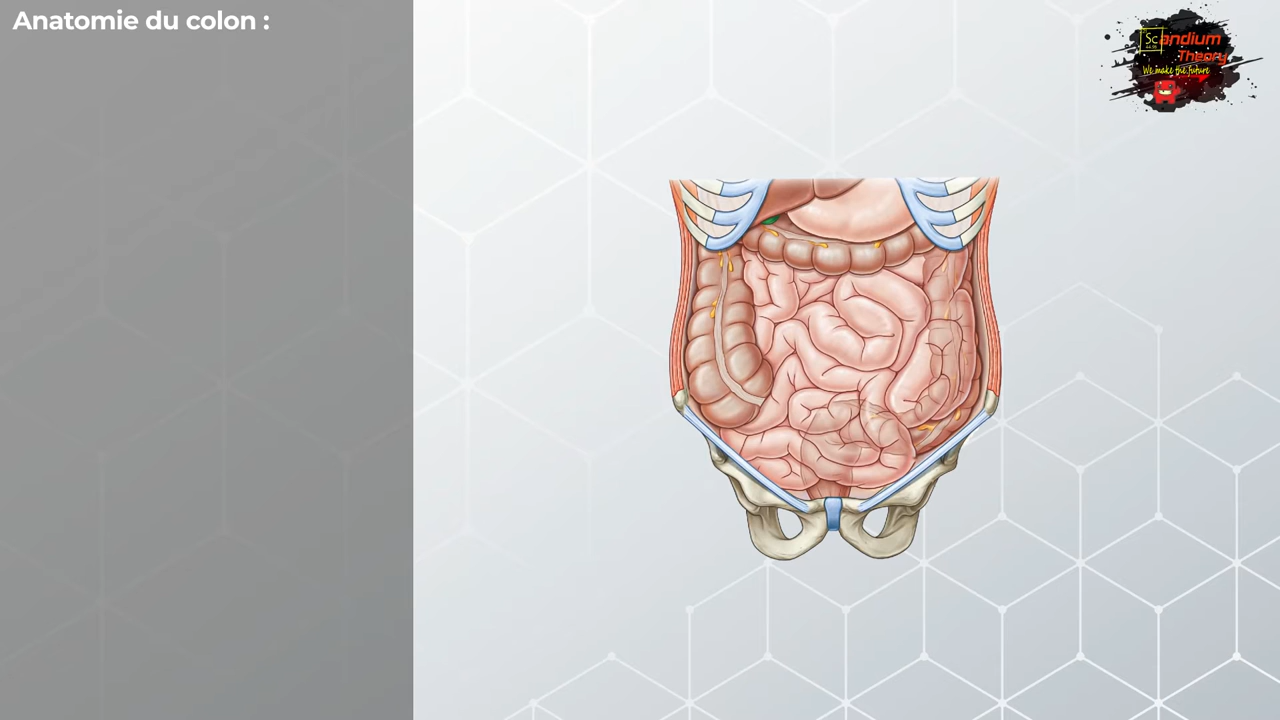 Anatomie du colon :
Scandium
Theory
We make the future